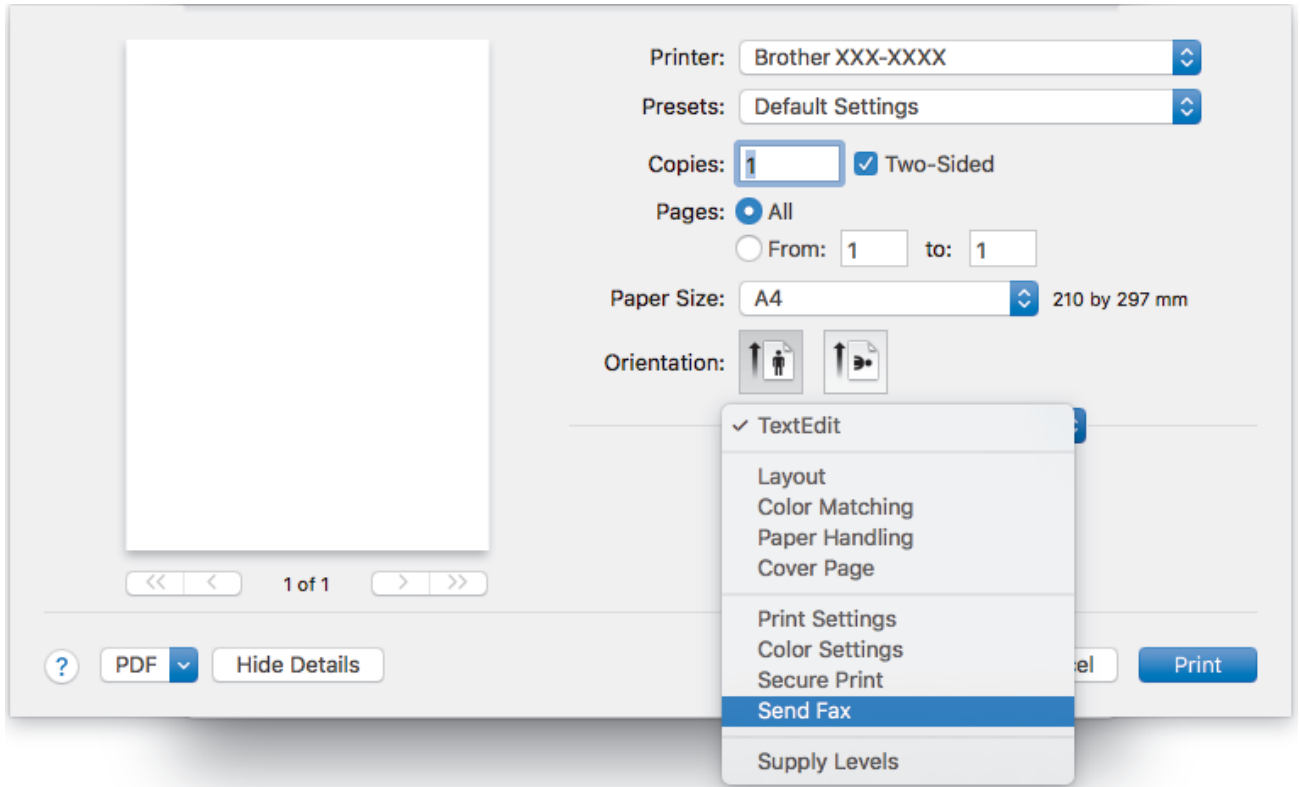 Printer: Brother XXX-XXXX
Presets: Default Settings
Copies: 1 Two-Sided
Pages: All
From: 1 to: 1
Paper Size: A4 210 by 297 mm
Orientation:
TextEdit
Layout
Color Matching
Paper Handling
Cover Page
1 of 1
Print Settings
Color Settings
Secure Print
Send Fax
Supply Levels
? PDF Hide Details Print